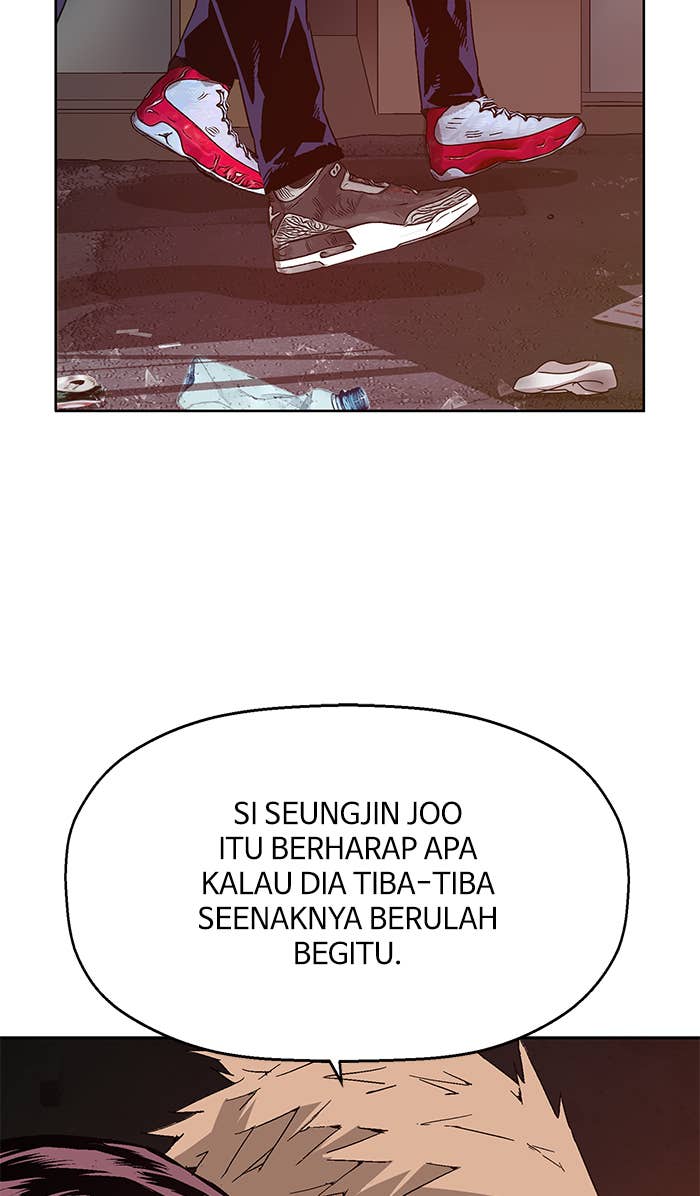 SI SEUNGJIN JOO
ITU BERHARAP APA
KALAU DIA TIBA-TIBA
SEENAKNYA BERULAH
BEGITU.